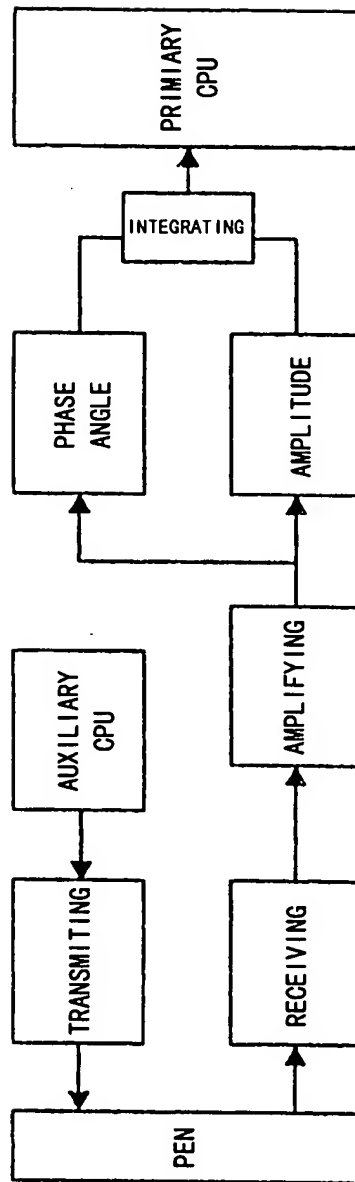 PEN
TRANSMITING
AUXILIARY
CPU
RECEIVING
AMPLIFYING
PHASE
ANGLE
AMPLITUDE
INTEGRATING
PRIMIARY
CPU